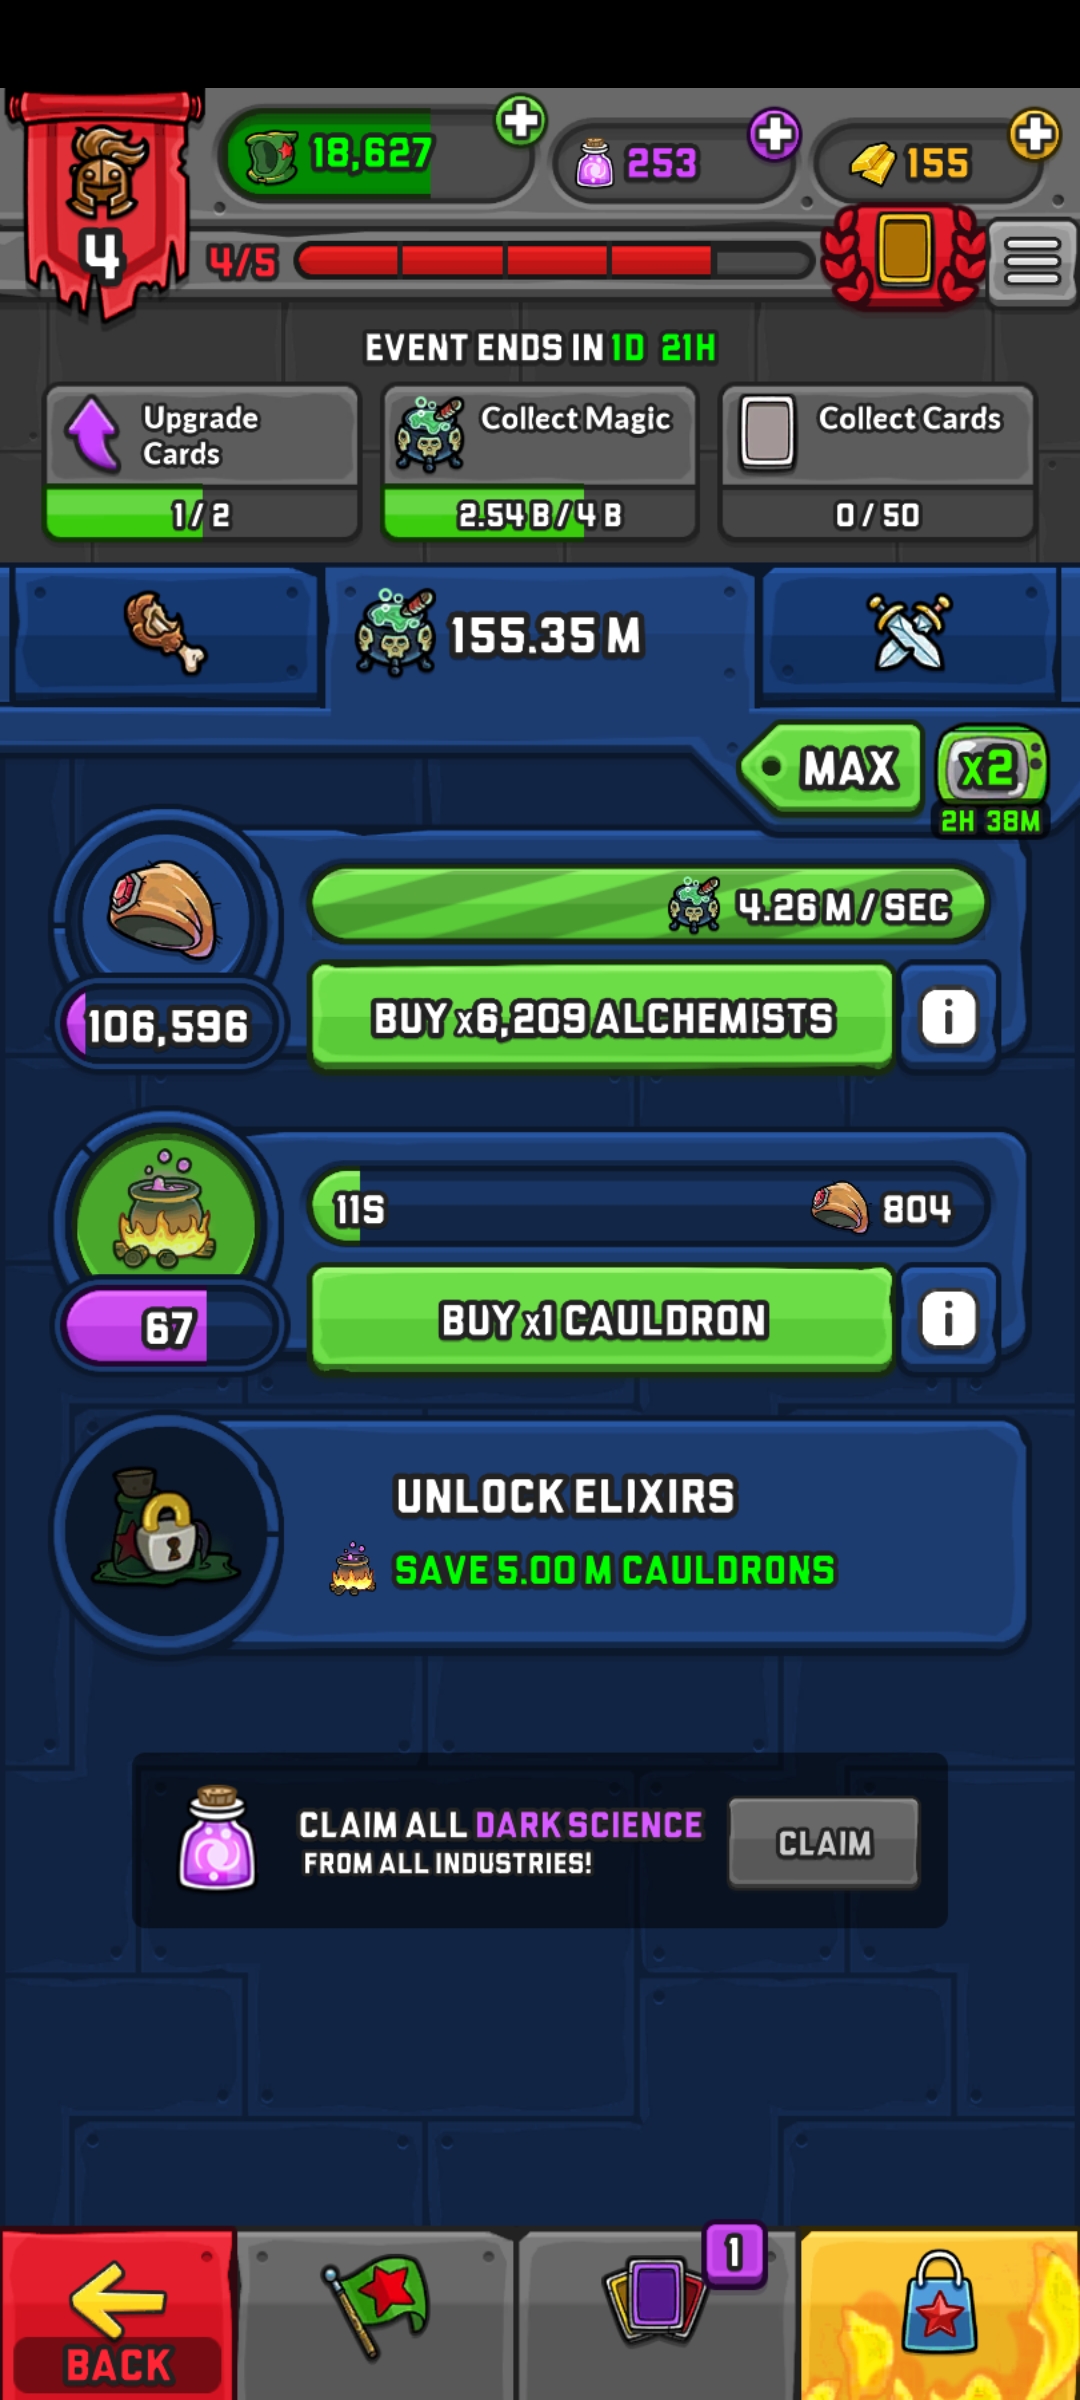 18,627
253
155
4
4/5
EVENT ENDS IN 1D 21H
Upgrade
Cards
Collect Magic
Collect Cards
1 / 2
2.54 B / 4 B
0 / 50
155.35 M
MAX
x2
2H 38M
4.26 M / SEC
106,596
BUY x6,209 ALCHEMISTS
i
11S
804
67
BUY x1 CAULDRON
i
UNLOCK ELIXIRS
SAVE 5.00 M CAULDRONS
CLAIM ALL DARK SCIENCE
FROM ALL INDUSTRIES!
CLAIM
1
BACK